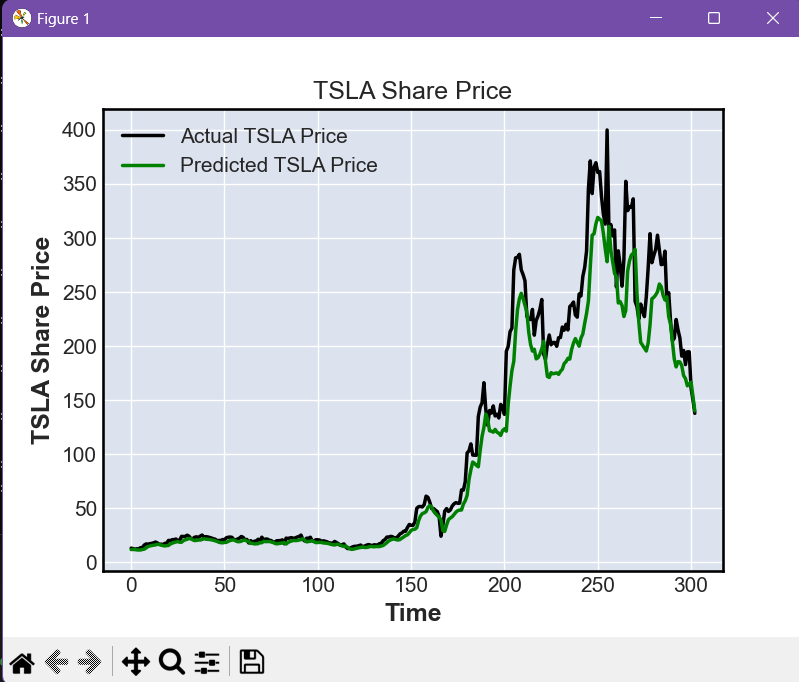 Figure 1
TSLA Share Price
Actual TSLA Price
Predicted TSLA Price
400
350
300
250
200
150
100
50
0
TSLA Share Price
0 50 100 150 200 250 300
Time